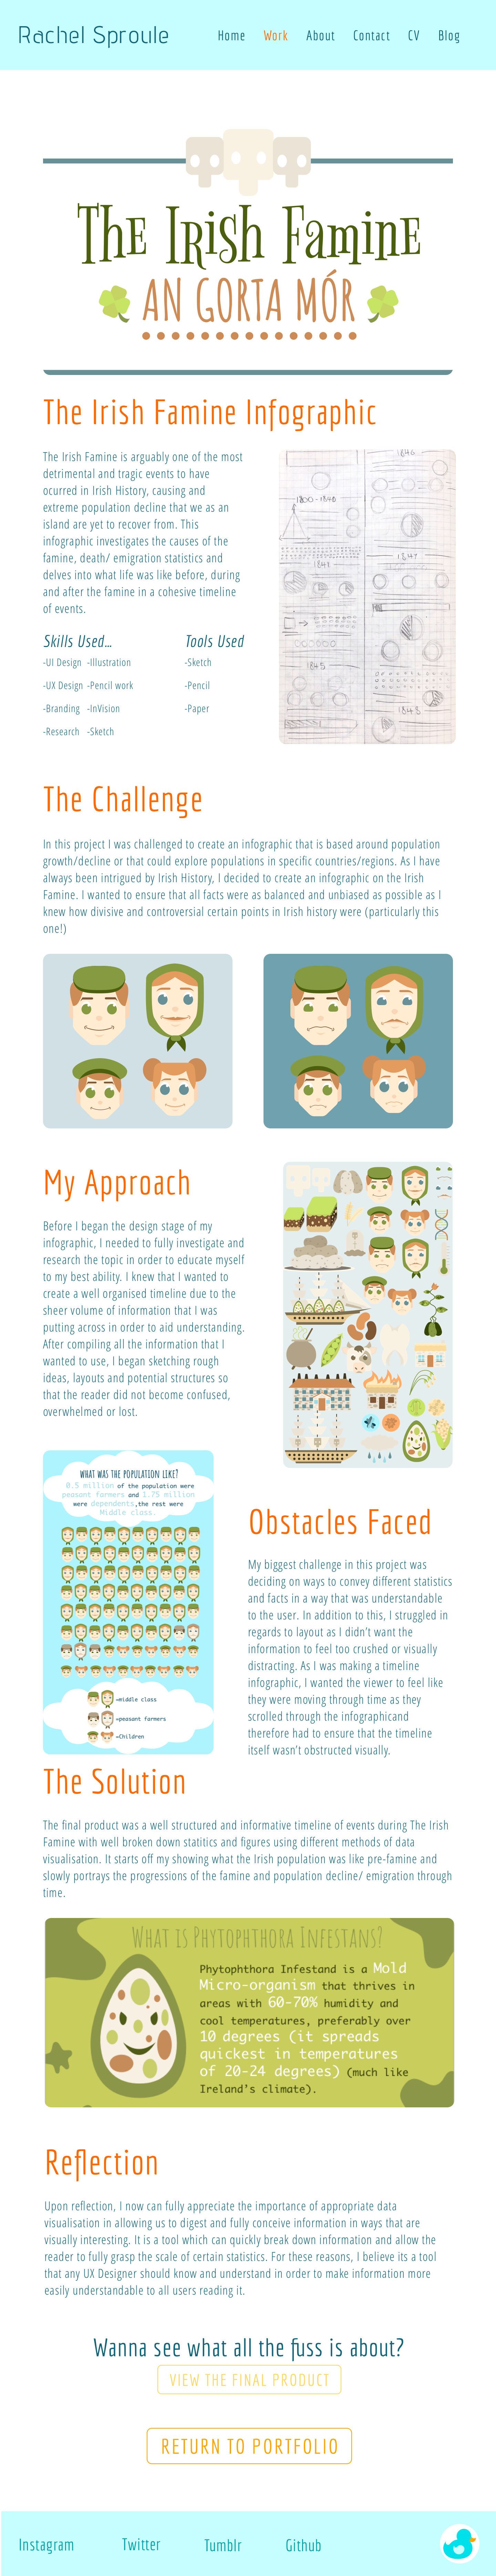 Rachel Sproule
Home Work About Contact CV Blog
The Irish Famine
AN GORTA MÓR
The Irish Famine Infographic
The Irish Famine is arguably one of the most
detrimental and tragic events to have
ocurred in Irish History, causing and
extreme population decline that we as an
island are yet to recover from. This
infographic investigates the causes of the
famine, death/ emigration statistics and
delves into what life was like before, during
and after the famine in a cohesive timeline
of events.
Skills Used...
-UI Design -Illustration
-UX Design -Pencil work
-Branding -InVision
-Research -Sketch
Tools Used
-Sketch
-Pencil
-Paper
1800-1840
1845
1846
1847
The Challenge
In this project I was challenged to create an infographic that is based around population
growth/decline or that could explore populations in specific countries/regions. As I have
always been intrigued by Irish History, I decided to create an infographic on the Irish
Famine. I wanted to ensure that all facts were as balanced and unbiased as possible as I
knew how divisive and controversial certain points in Irish history were (particularly this
one!)
My Approach
Before I began the design stage of my
infographic, I needed to fully investigate and
research the topic in order to educate myself
to my best ability. I knew that I wanted to
create a well organised timeline due to the
sheer volume of information that I was
putting across in order to aid understanding.
After compiling all the information that I
wanted to use, I began sketching rough
ideas, layouts and potential structures so
that the reader did not become confused,
overwhelmed or lost.
WHAT WAS THE POPULATION LIKE?
0.5 million of the population were
peasant farmers and 1.75 million
were dependents,the rest were
Middle class.
=middle class
=peasant farmers
=Children
Obstacles Faced
My biggest challenge in this project was
deciding on ways to convey different statistics
and facts in a way that was understandable
to the user. In addition to this, I struggled in
regards to layout as I didn't want the
information to feel too crushed or visually
distracting. As I was making a timeline
infographic, I wanted the viewer to feel like
they were moving through time as they
scrolled through the infographicand
therefore had to ensure that the timeline
itself wasn't obstructed visually.
The Solution
The final product was a well structured and informative timeline of events during The Irish
Famine with well broken down statitics and figures using different methods of data
visualisation. It starts off my showing what the Irish population was like pre-famine and
slowly portrays the progressions of the famine and population decline/ emigration through
time.
WHAT IS PHYTOPHTHORA INFESTANS?
Phytophthora Infestand is a Mold
Micro-organism that thrives in
areas with 60-70% humidity and
cool temperatures, preferably over
10 degrees (it spreads
quickest in temperatures
of 20-24 degrees) (much like
Ireland's climate).
Reflection
Upon reflection, I now can fully appreciate the importance of appropriate data
visualisation in allowing us to digest and fully conceive information in ways that are
visually interesting. It is a tool which can quickly break down information and allow the
reader to fully grasp the scale of certain statistics. For these reasons, I believe its a tool
that any UX Designer should know and understand in order to make information more
easily understandable to all users reading it.
Wanna see what all the fuss is about?
VIEW THE FINAL PRODUCT
RETURN TO PORTFOLIO
Instagram Twitter Tumblr Github